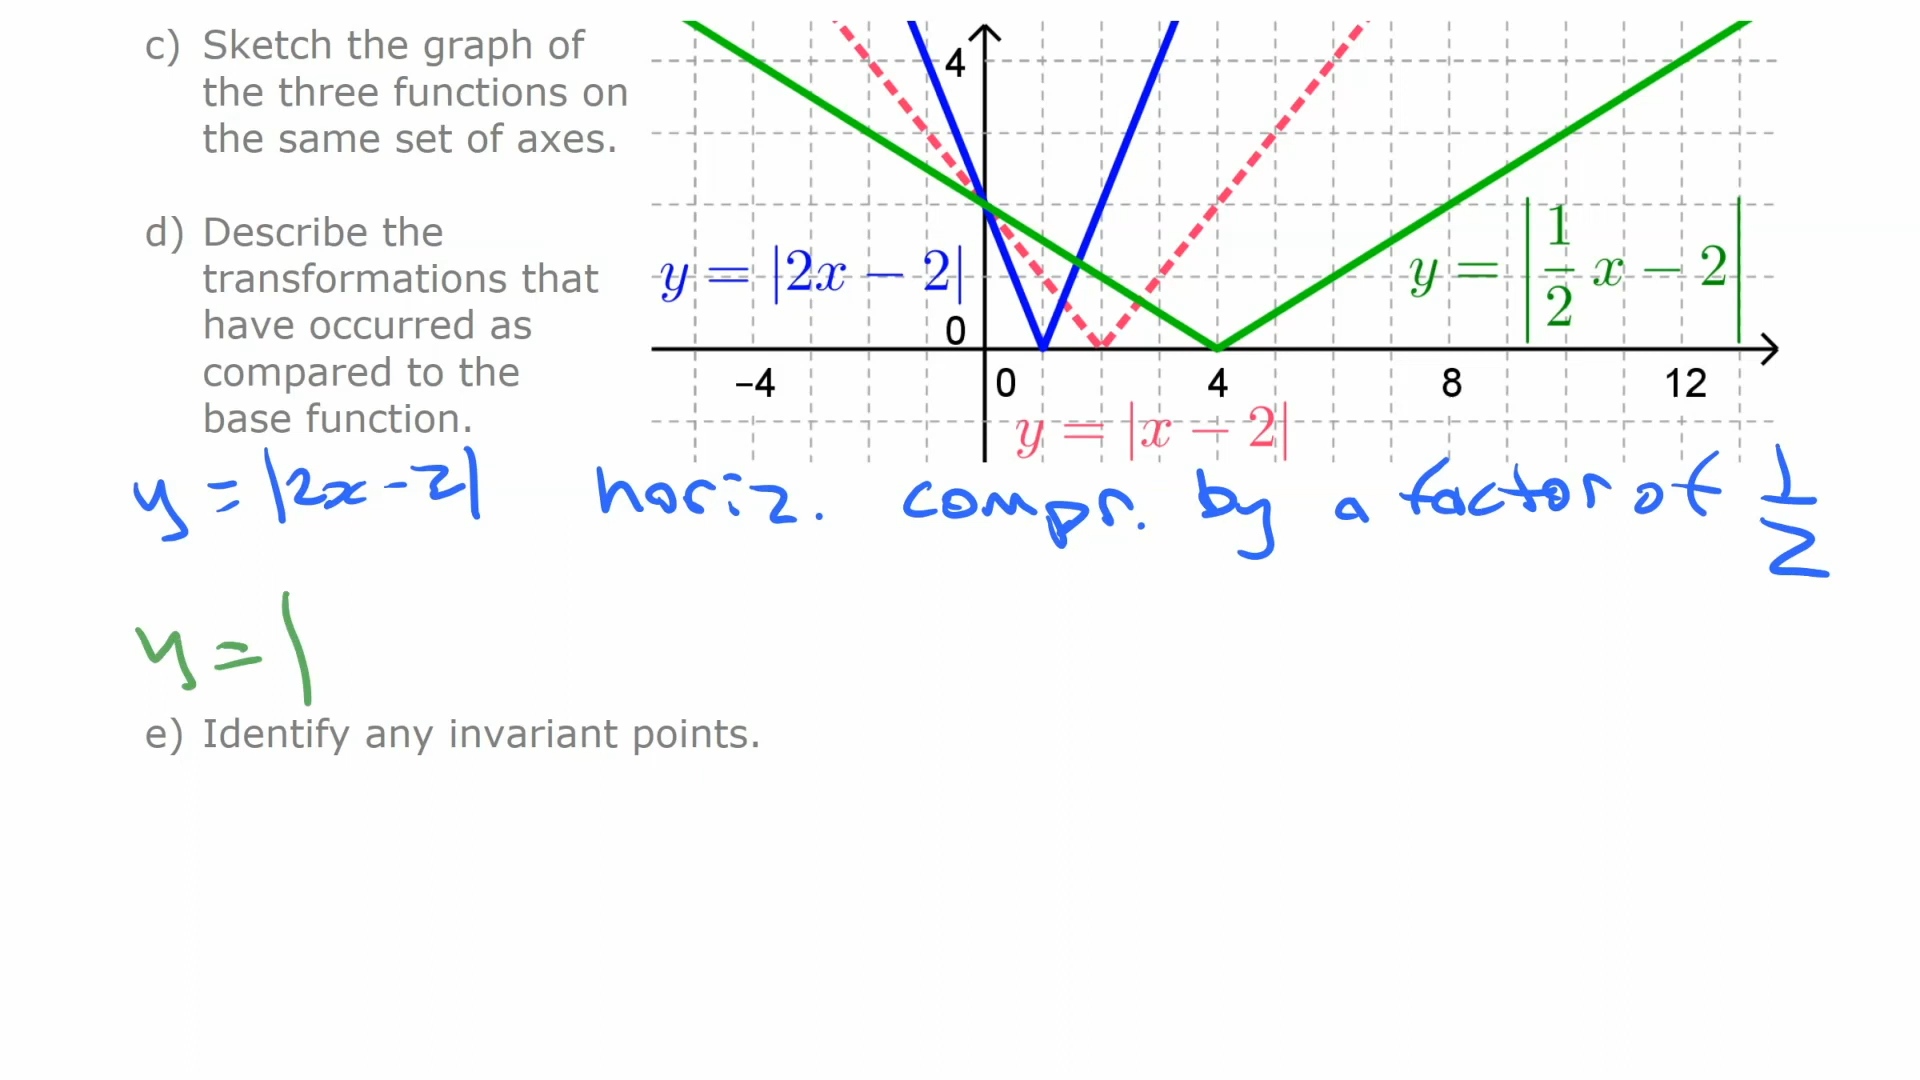 c) Sketch the graph of
the three functions on
the same set of axes.
d) Describe the
transformations that
have occurred as
compared to the
base function.
4
0
−4 0 4 8 12
y = |2x − 2|
y = |1/2 x − 2|
y = |x − 2|
y = |2x - 2| horiz. compr. by a factor of 1/2
y = |
e) Identify any invariant points.